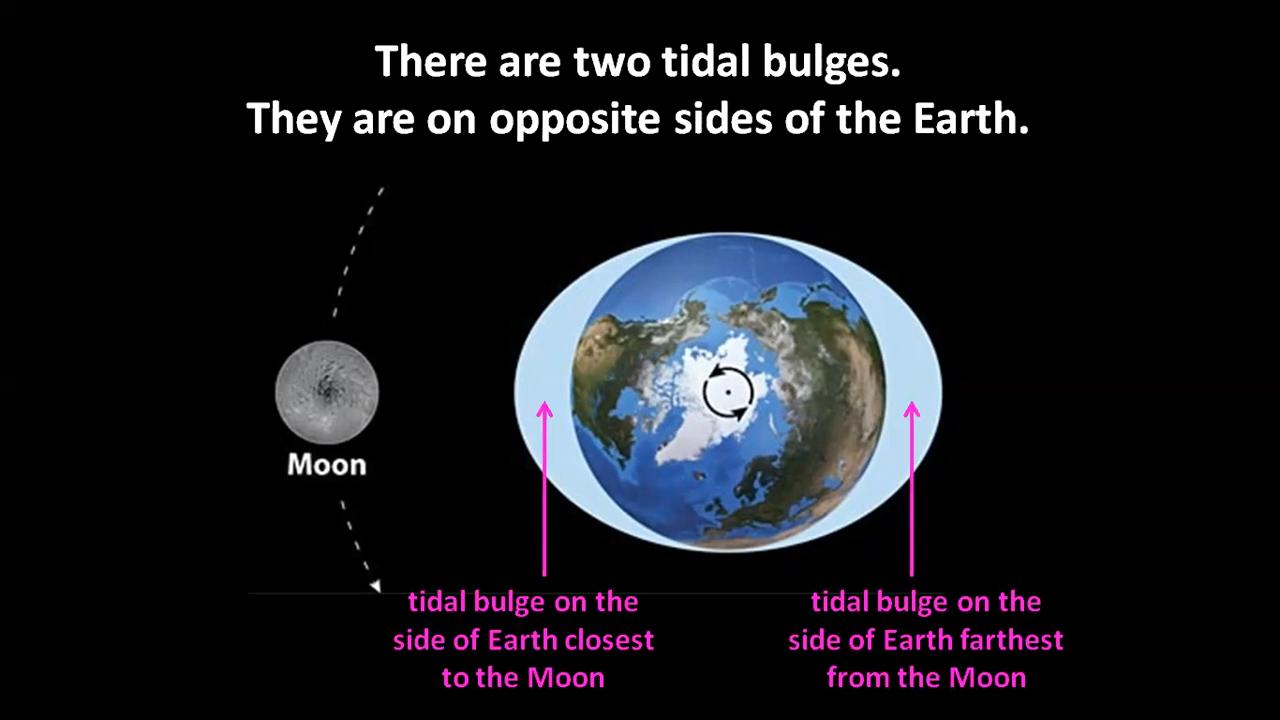 There are two tidal bulges.
They are on opposite sides of the Earth.
Moon
tidal bulge on the
side of Earth closest
to the Moon
tidal bulge on the
side of Earth farthest
from the Moon